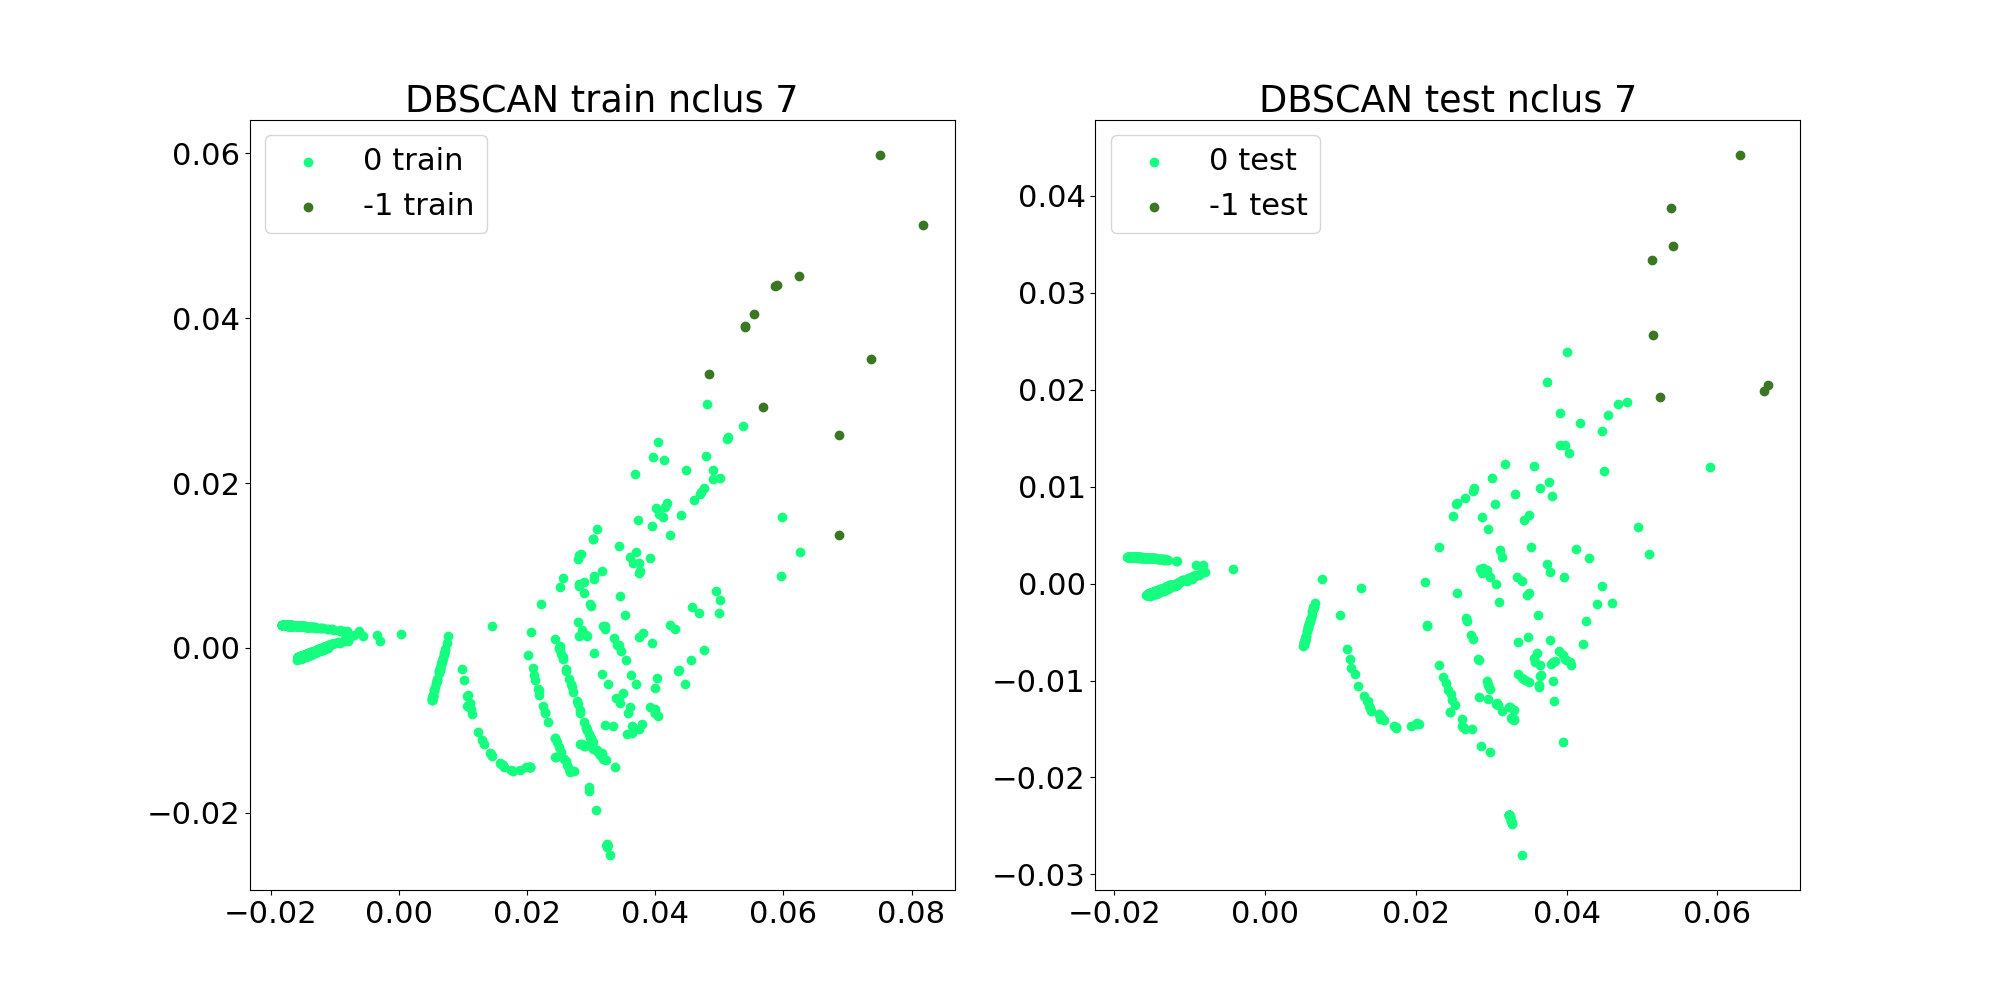 DBSCAN train nclus 7
0 train
-1 train
0.06
0.04
0.02
0.00
−0.02
−0.02 0.00 0.02 0.04 0.06 0.08
DBSCAN test nclus 7
0 test
-1 test
0.04
0.03
0.02
0.01
0.00
−0.01
−0.02
−0.03
−0.02 0.00 0.02 0.04 0.06